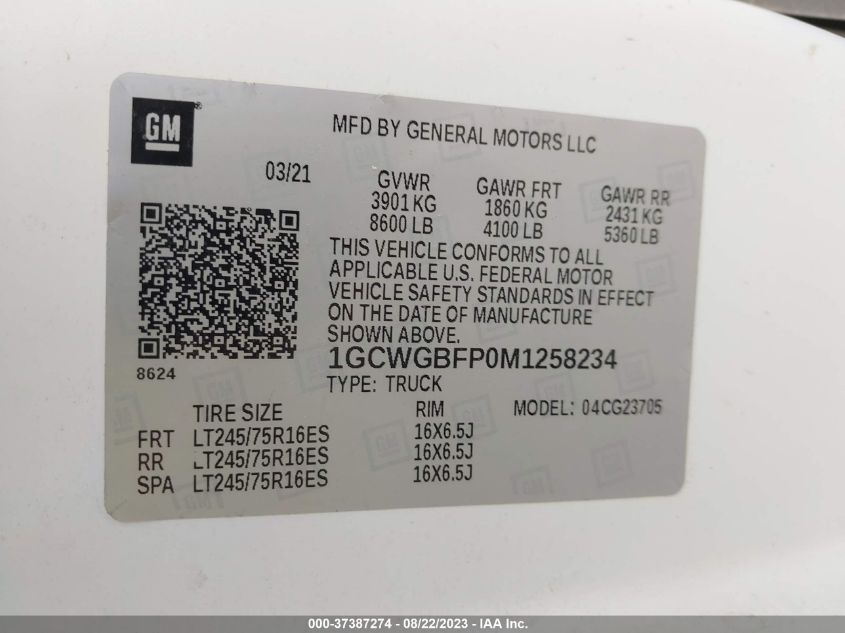 GM
MFD BY GENERAL MOTORS LLC
03/21
GVWR GAWR FRT GAWR RR
3901 KG 1860 KG 2431 KG
8600 LB 4100 LB 5360 LB
THIS VEHICLE CONFORMS TO ALL
APPLICABLE U.S. FEDERAL MOTOR
VEHICLE SAFETY STANDARDS IN EFFECT
ON THE DATE OF MANUFACTURE
SHOWN ABOVE.
8624
1GCWGBFP0M1258234
TYPE: TRUCK
TIRE SIZE RIM MODEL: 04CG23705
FRT LT245/75R16ES 16X6.5J
RR LT245/75R16ES 16X6.5J
SPA LT245/75R16ES 16X6.5J
000-37387274 - 08/22/2023 - IAA Inc.